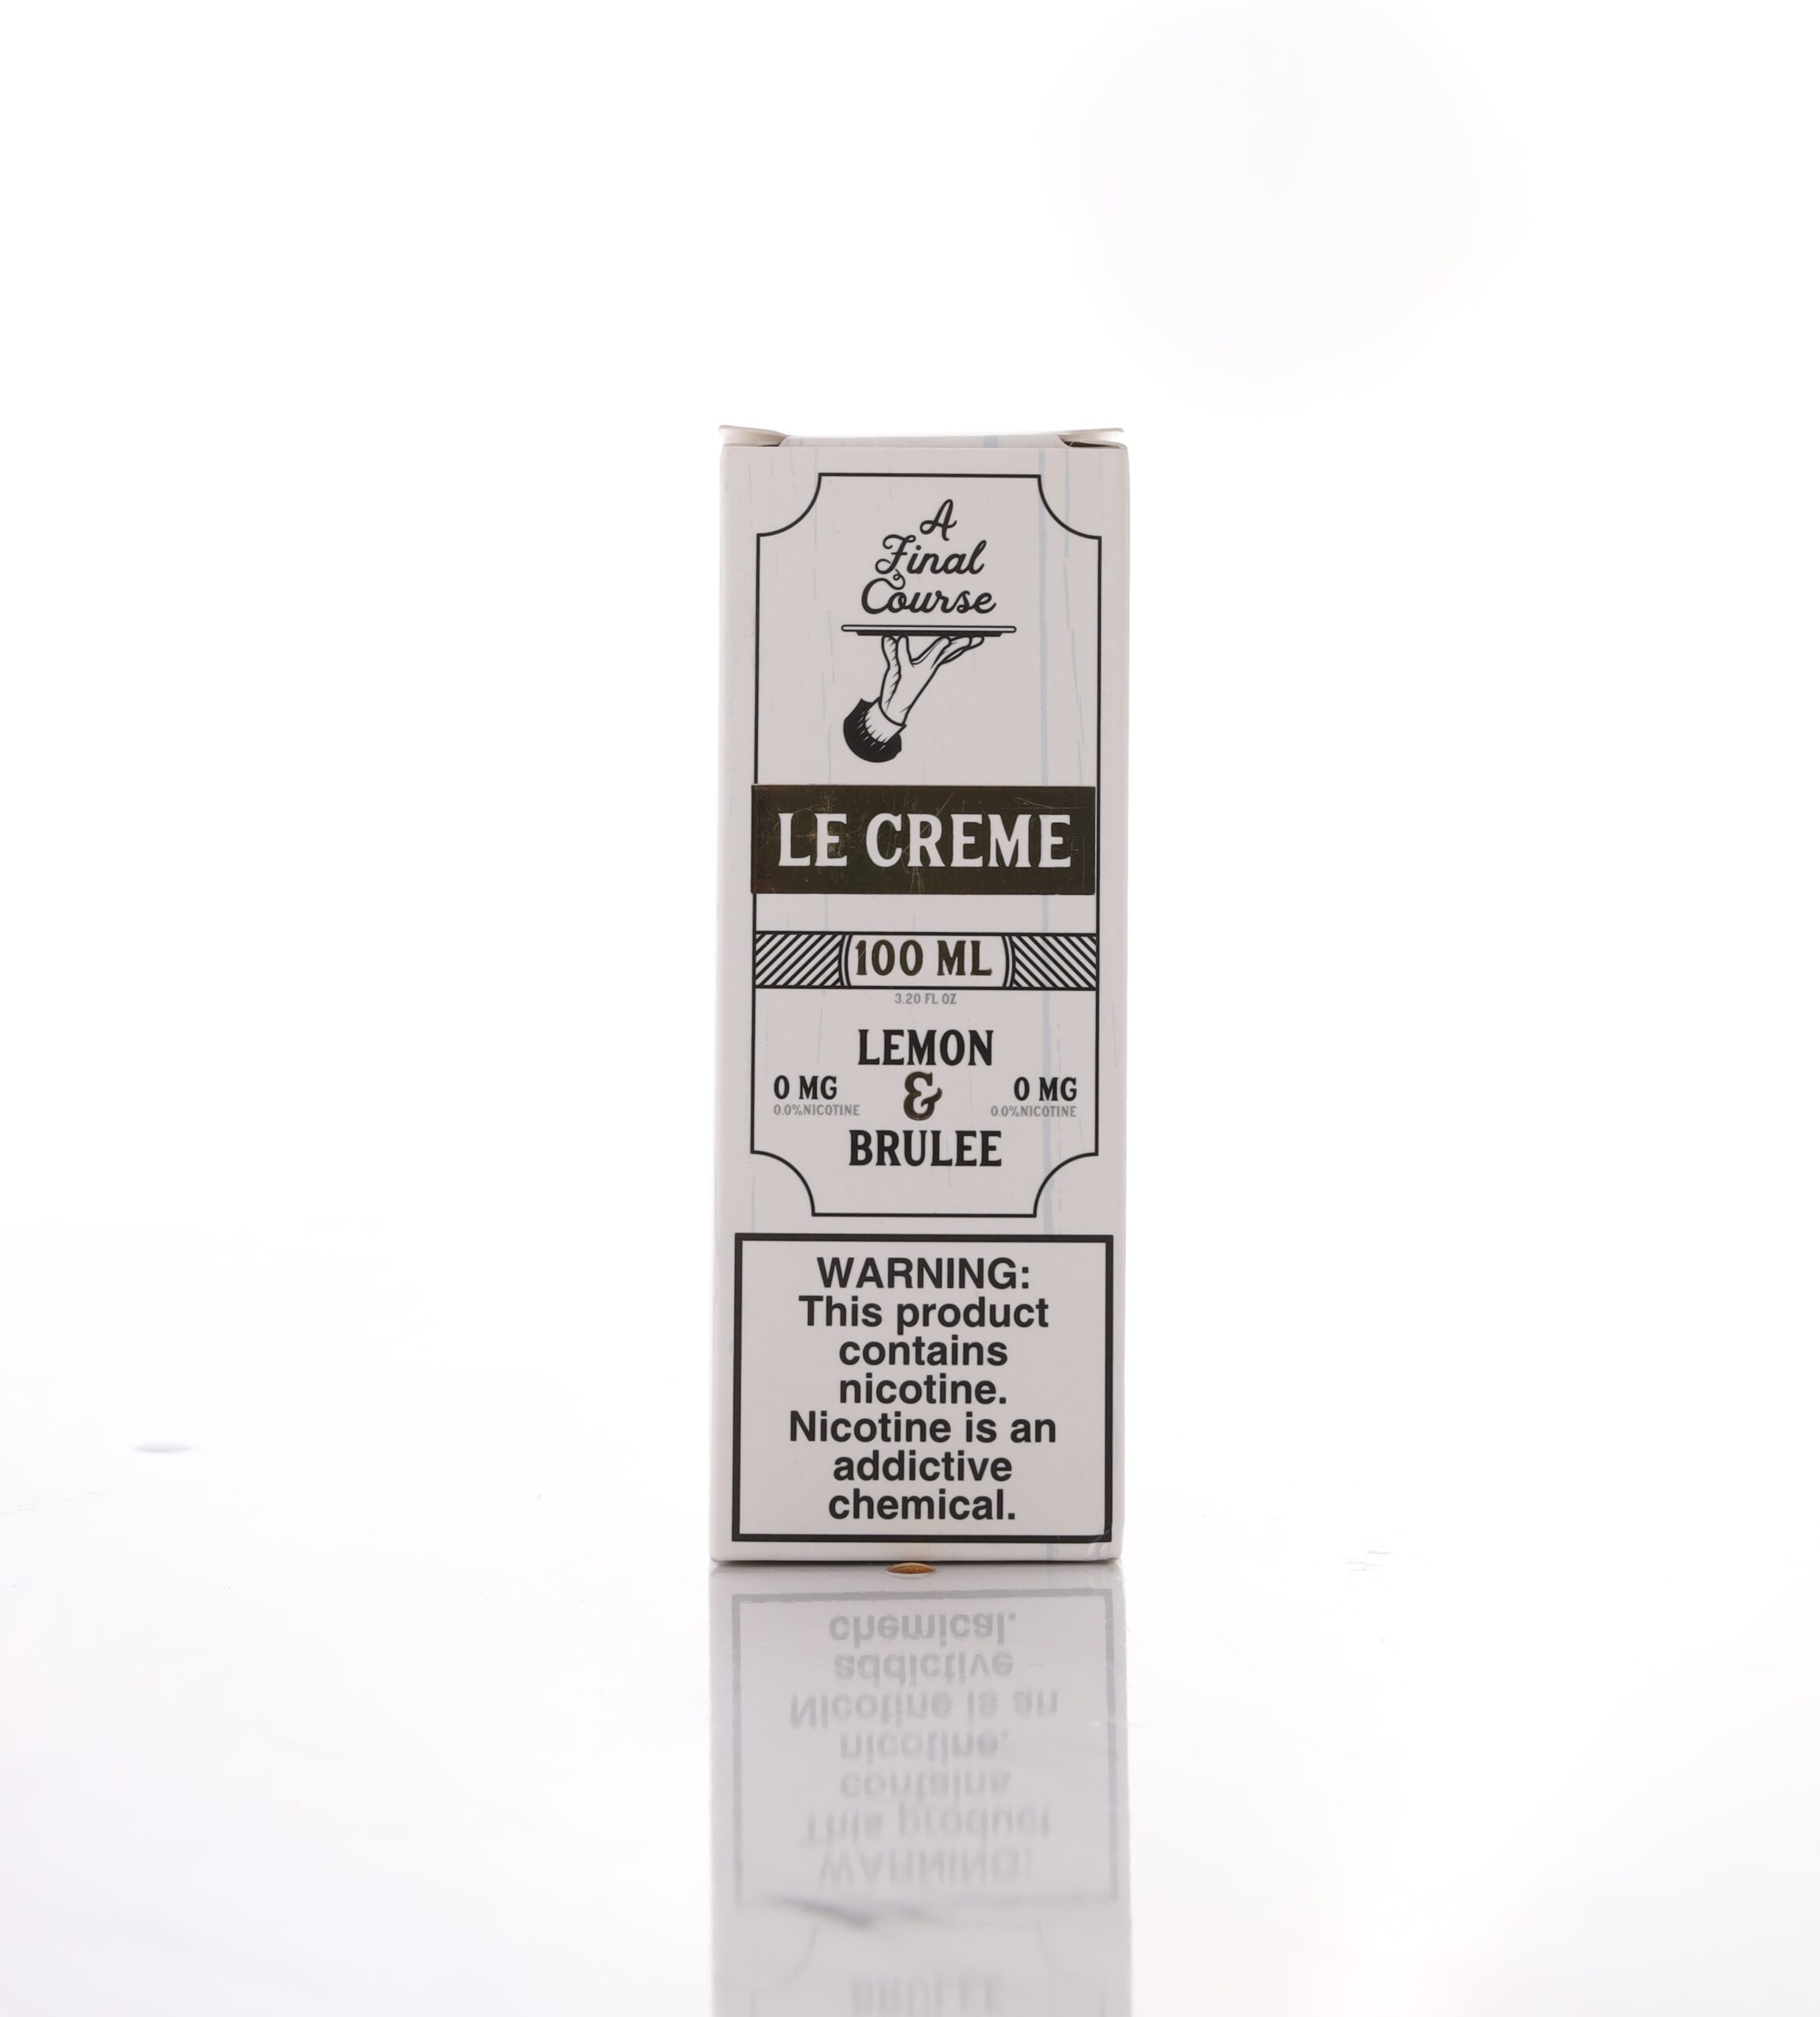 A
Final
Course
LE CREME
100 ML
3.20 FL OZ
LEMON
0 MG & 0 MG
0.0%NICOTINE 0.0%NICOTINE
BRULEE
WARNING:
This product
contains
nicotine.
Nicotine is an
addictive
chemical.